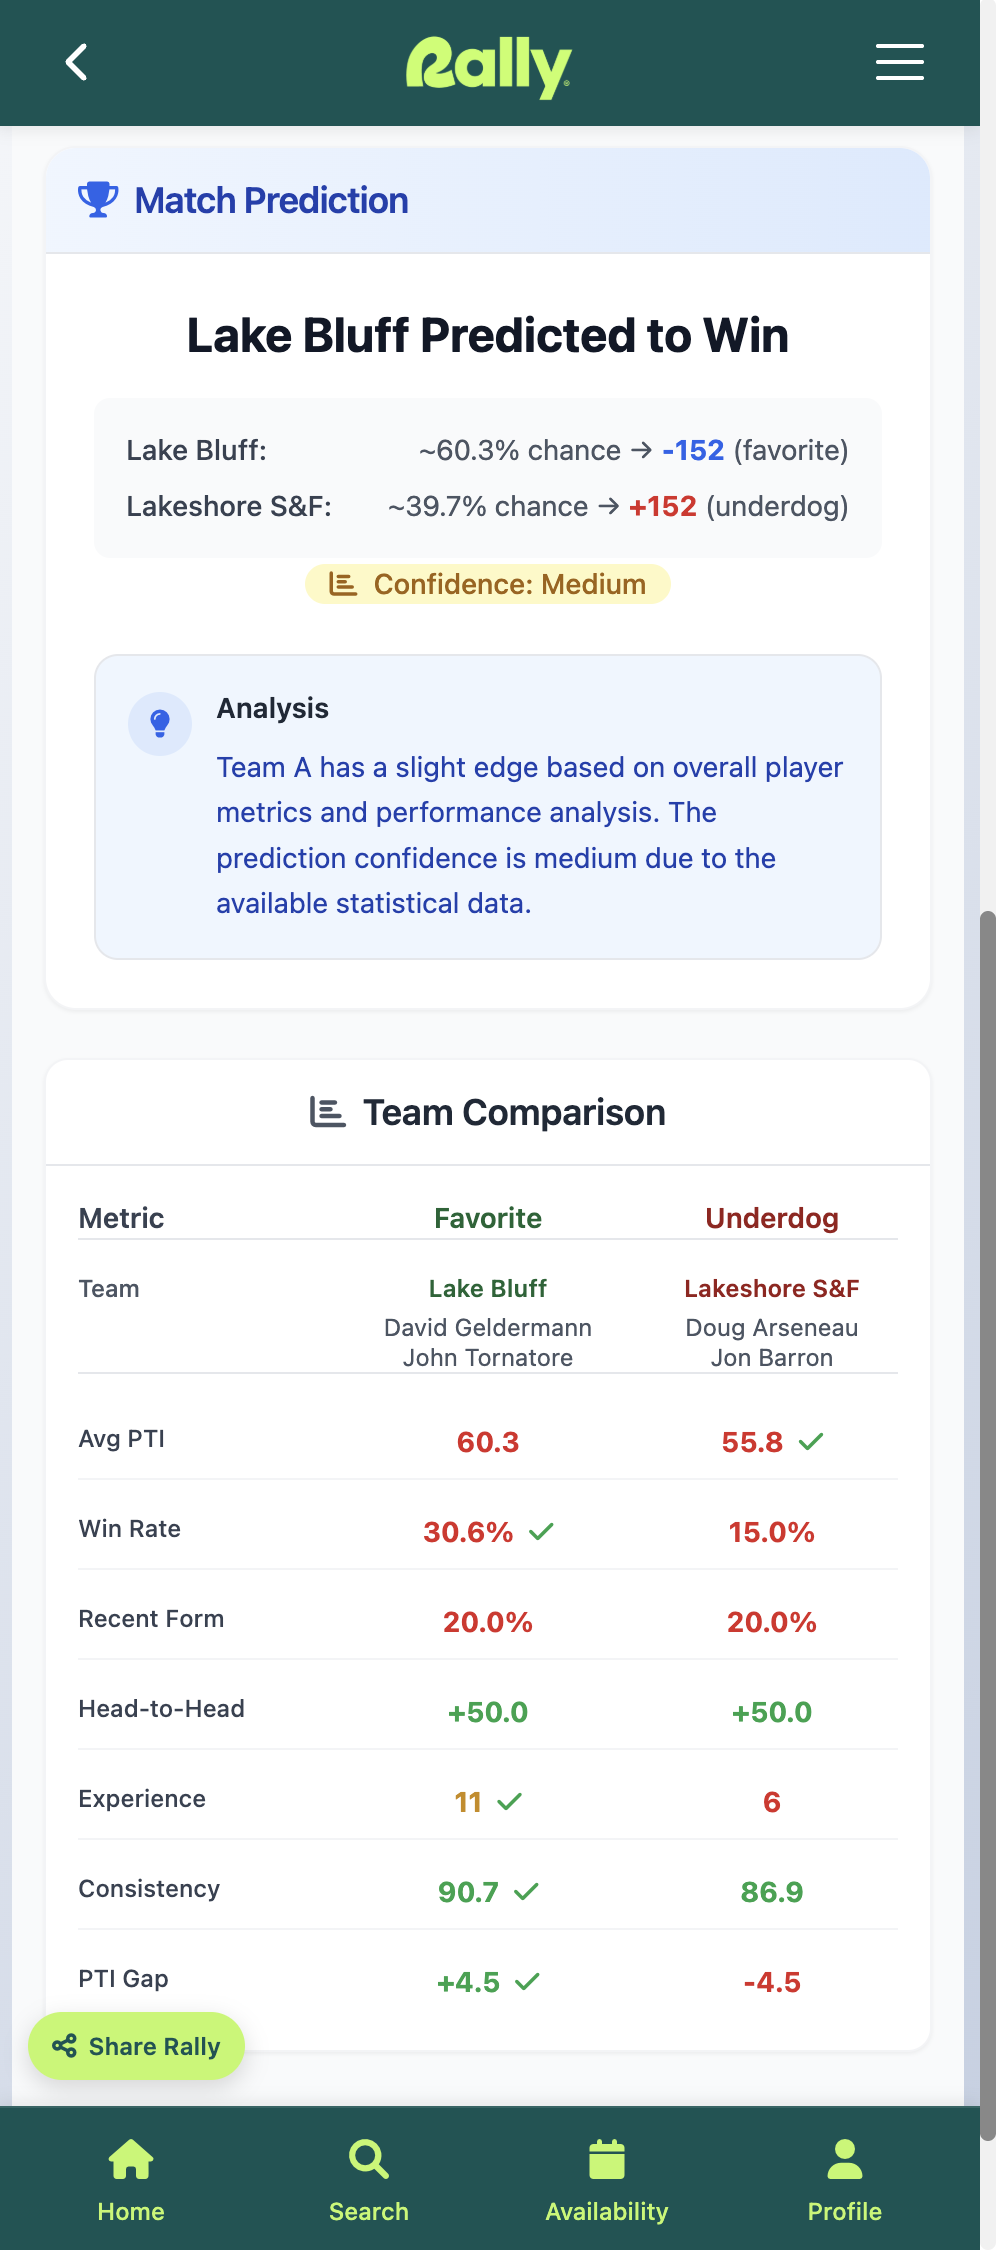 Rally
Match Prediction
Lake Bluff Predicted to Win
Lake Bluff: ~60.3% chance → -152 (favorite)
Lakeshore S&F: ~39.7% chance → +152 (underdog)
Confidence: Medium
Analysis
Team A has a slight edge based on overall player
metrics and performance analysis. The
prediction confidence is medium due to the
available statistical data.
Team Comparison
Metric Favorite Underdog
Team Lake Bluff Lakeshore S&F
David Geldermann Doug Arseneau
John Tornatore Jon Barron
Avg PTI 60.3 55.8 ✓
Win Rate 30.6% ✓ 15.0%
Recent Form 20.0% 20.0%
Head-to-Head +50.0 +50.0
Experience 11 ✓ 6
Consistency 90.7 ✓ 86.9
PTI Gap +4.5 ✓ -4.5
Share Rally
Home Search Availability Profile